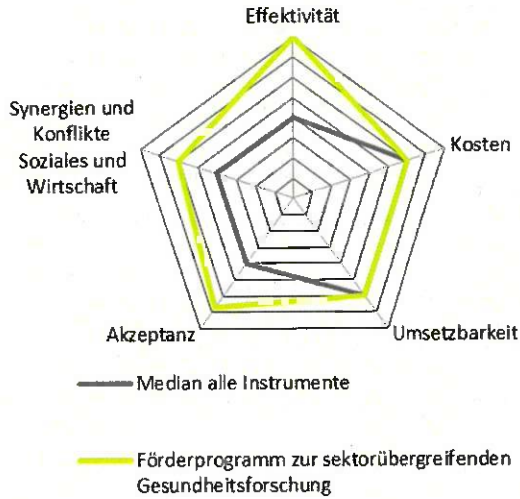 Effektivität
Synergien und
Konflikte
Soziales und
Wirtschaft
Kosten
Akzeptanz
Umsetzbarkeit
Median alle Instrumente
Förderprogramm zur sektorübergreifenden
Gesundheitsforschung